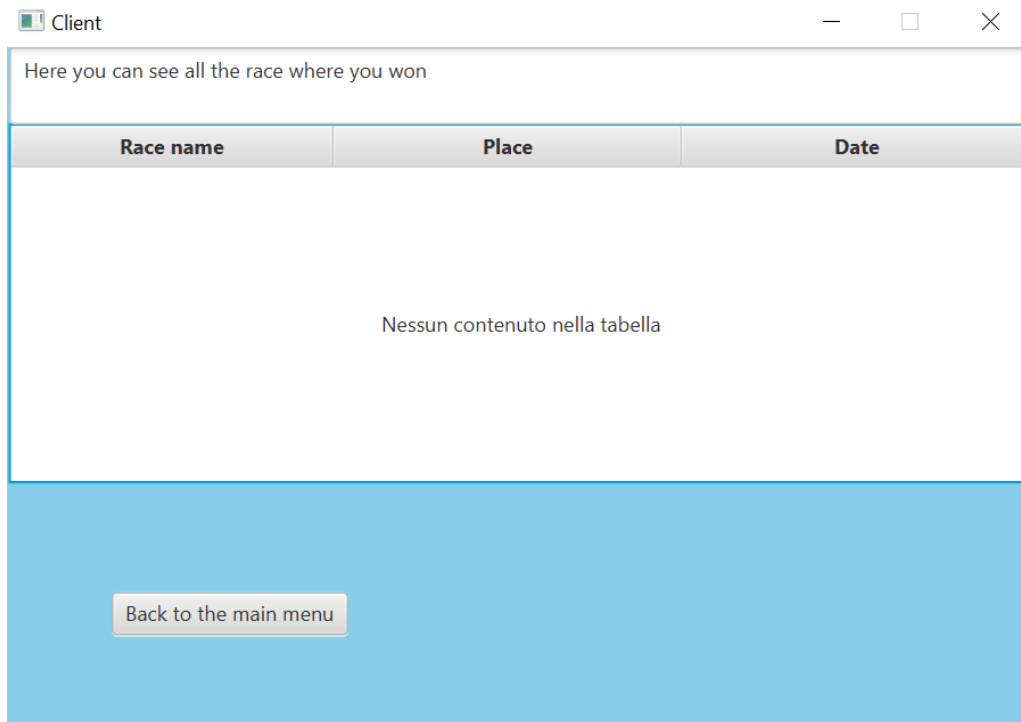 Client
Here you can see all the race where you won
Race name Place Date
Nessun contenuto nella tabella
Back to the main menu